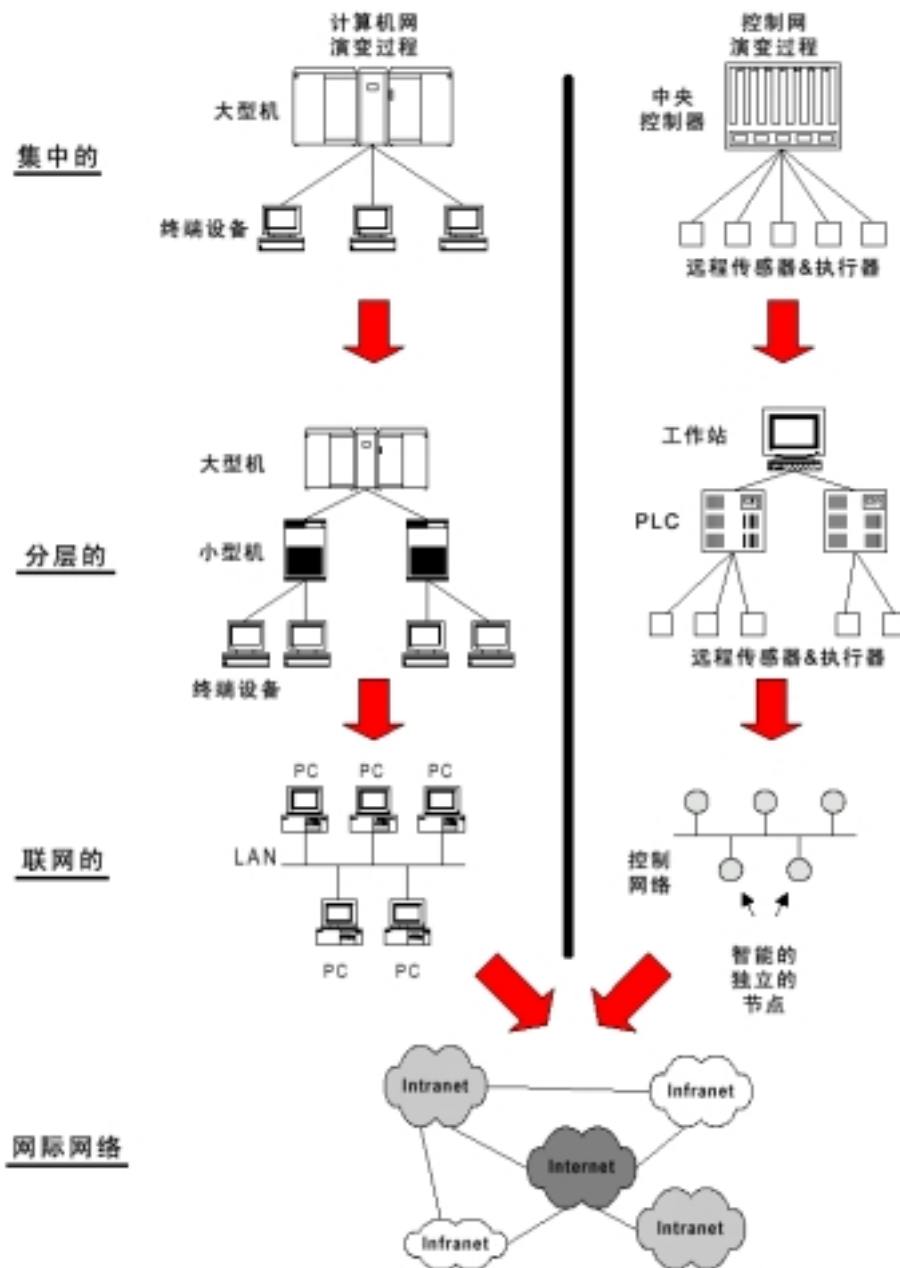 计算机网
演变过程
控制网
演变过程
大型机
中央
控制器
集中的
终端设备
远程传感器&执行器
大型机
工作站
小型机
PLC
分层的
终端设备
远程传感器&执行器
PC PC PC
LAN
联网的
控制
网络
PC PC
智能的
独立的
节点
Intranet
Infranet
Internet
网际网络
Infranet
Intranet